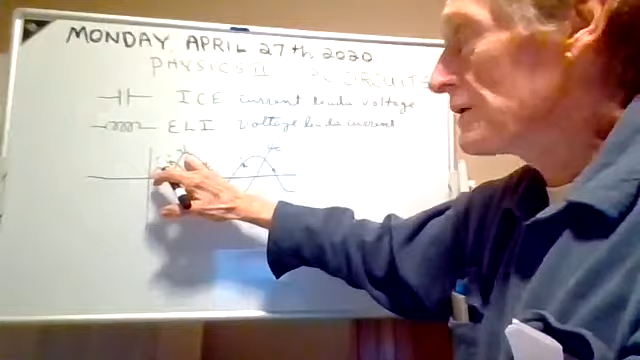 MONDAY, APRIL 27th, 2020
PHYSICS II
ICE current leads voltage
ELI voltage leads current